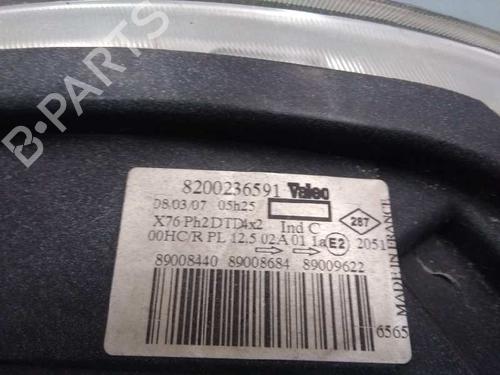 B-PARTS
8200236591 Valeo
08/03/07 05h25
287
X76 Ph2 DTD4x2 Ind C
00HC/R PL 12.5 02A 01 1a E2 2051
89008440 89008684 89009622
MADE IN FRANCE
6565